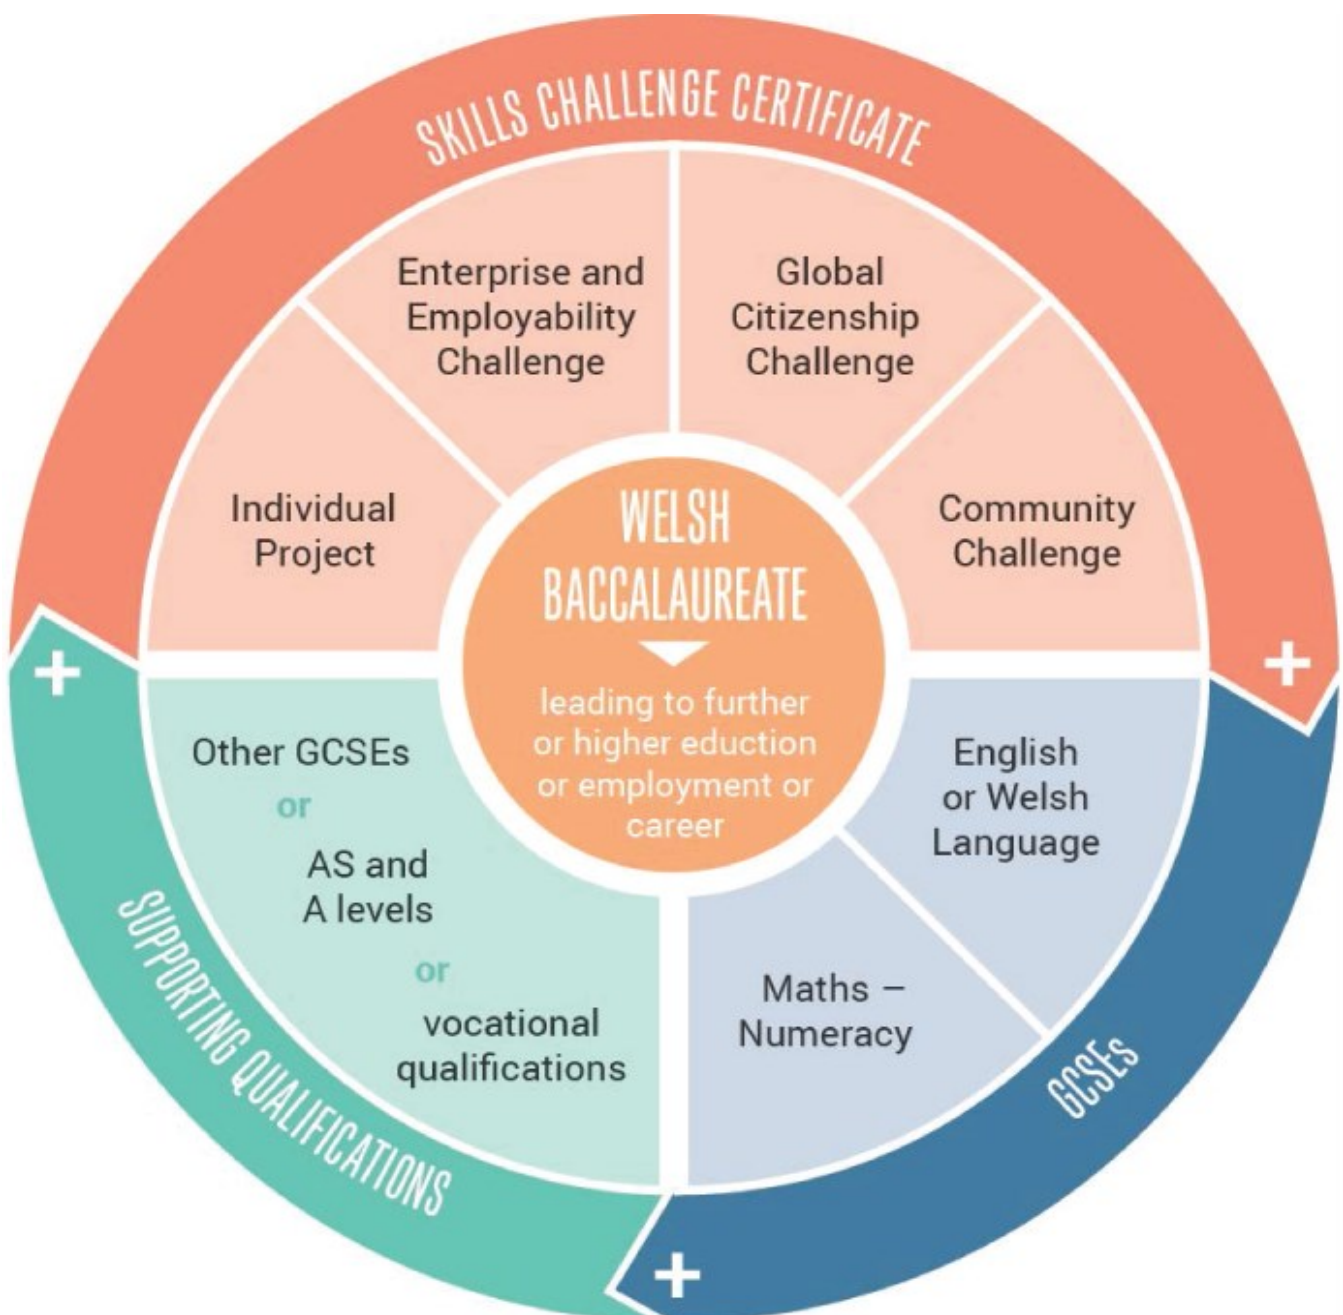 SKILLS CHALLENGE CERTIFICATE
Enterprise and
Employability
Challenge
Global
Citizenship
Challenge
Individual
Project
Community
Challenge
WELSH
BACCALAUREATE
leading to further
or higher eduction
or employment or
career
+
+
Other GCSEs
or
AS and
A levels
or
vocational
qualifications
English
or Welsh
Language
Maths –
Numeracy
SUPPORTING QUALIFICATIONS
GCSEs
+